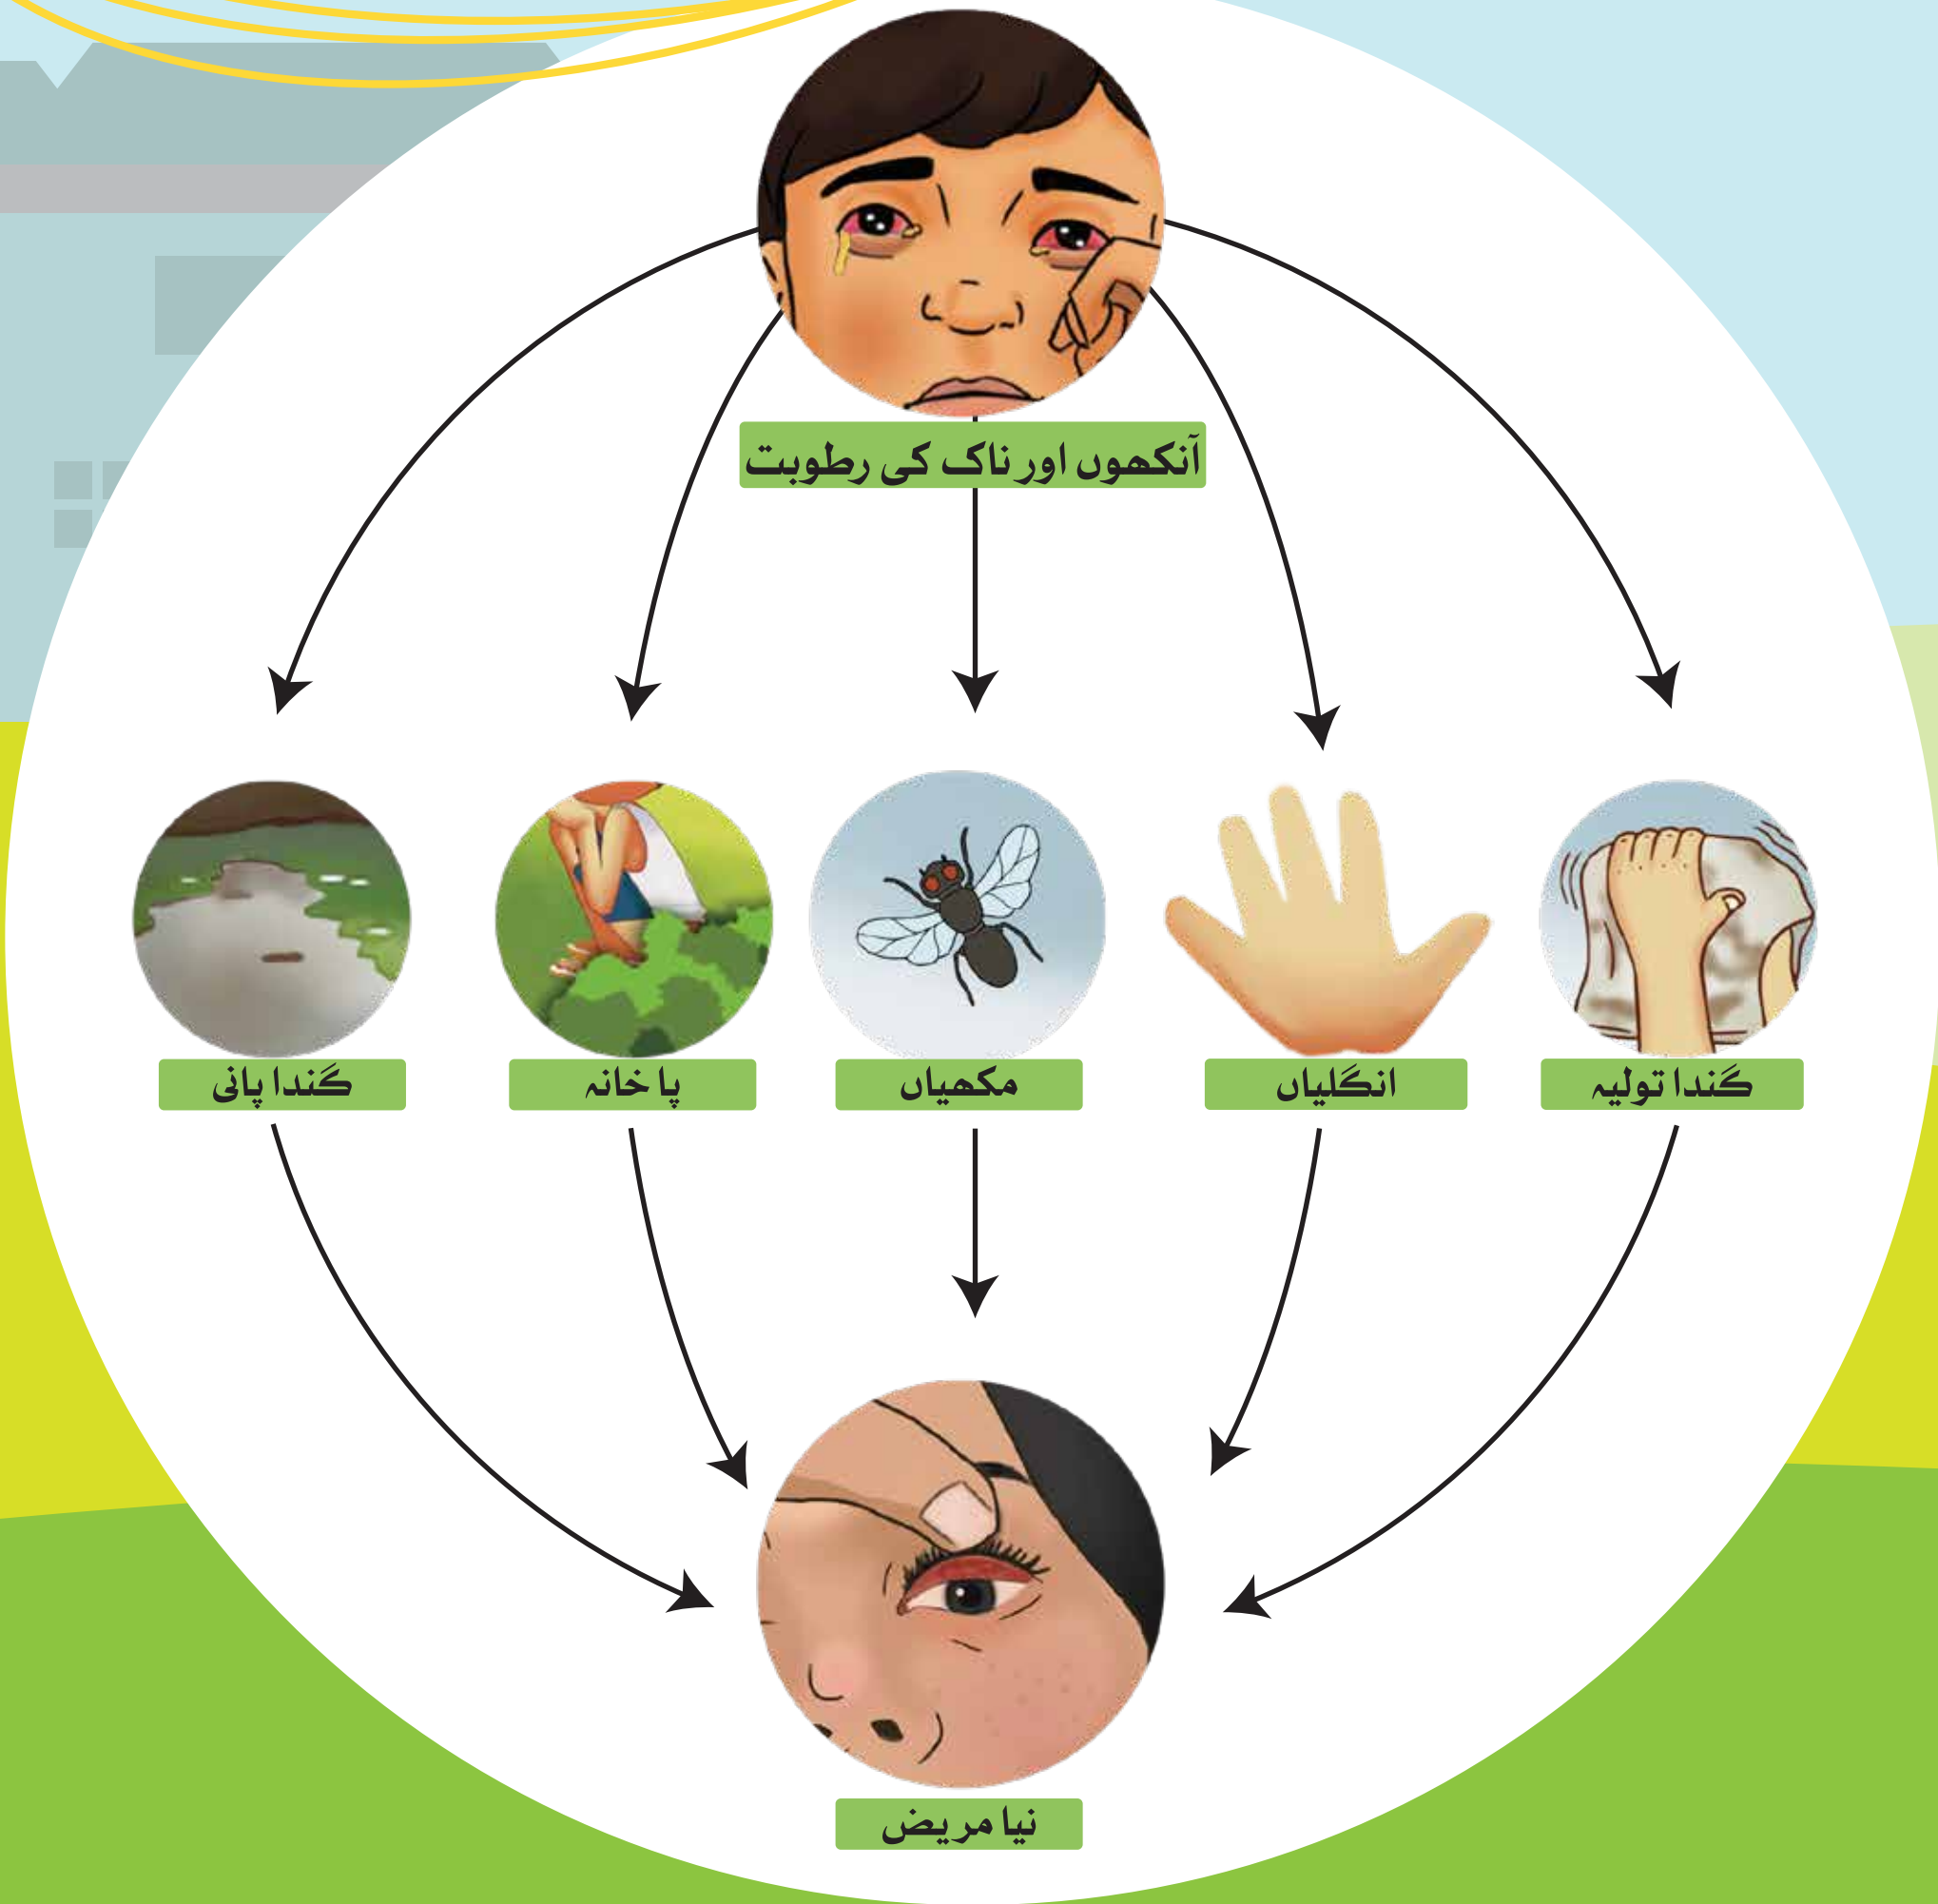 آنکھوں اور ناک کی رطوبت
گندا تولیہ
انگلیاں
مکھیاں
پا خانہ
گندا پانی
نیا مریض